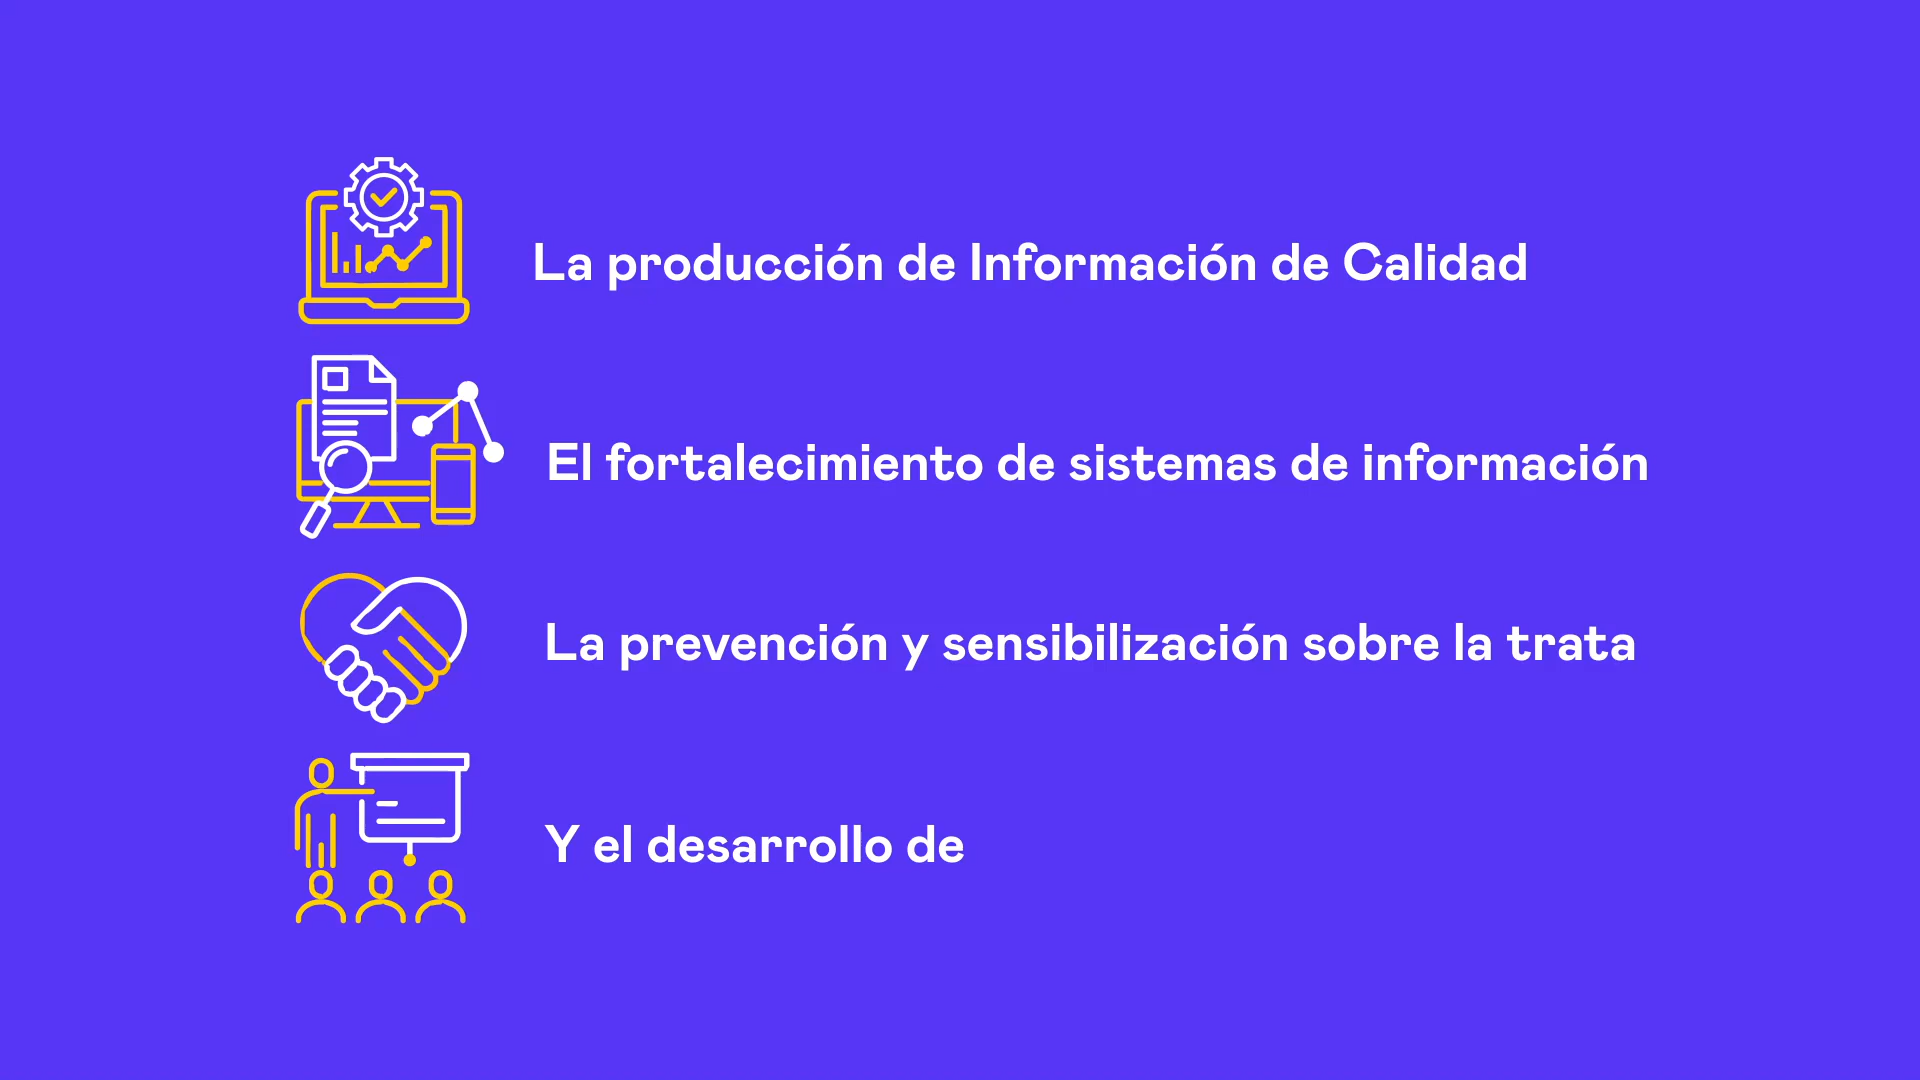 La producción de Información de Calidad
El fortalecimiento de sistemas de información
La prevención y sensibilización sobre la trata
Y el desarrollo de